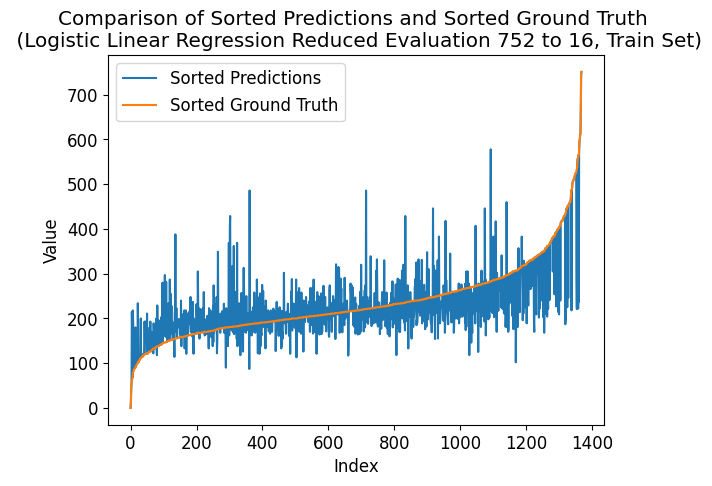 Comparison of Sorted Predictions and Sorted Ground Truth
(Logistic Linear Regression Reduced Evaluation 752 to 16, Train Set)
Sorted Predictions
Sorted Ground Truth
Value
700
600
500
400
300
200
100
0
0 200 400 600 800 1000 1200 1400
Index